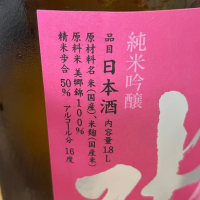 純米吟醸
品目 日本酒 内容量1.8L
原材料名 米(国産)、米麹(国産米)
原料米 美郷錦100%
精米歩合 50% アルコール分 16度